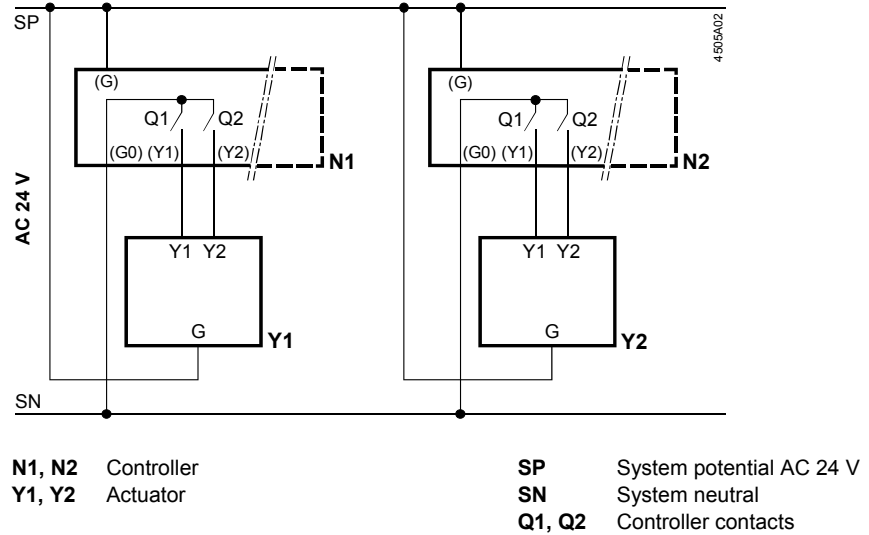 SP
4505A02
(G) (G)
Q1 Q2 Q1 Q2
(G0) (Y1) (Y2) N1 (G0) (Y1) (Y2) N2
AC 24 V
Y1 Y2 Y1 Y2
G Y1 G Y2
SN
N1, N2 Controller
Y1, Y2 Actuator
SP System potential AC 24 V
SN System neutral
Q1, Q2 Controller contacts